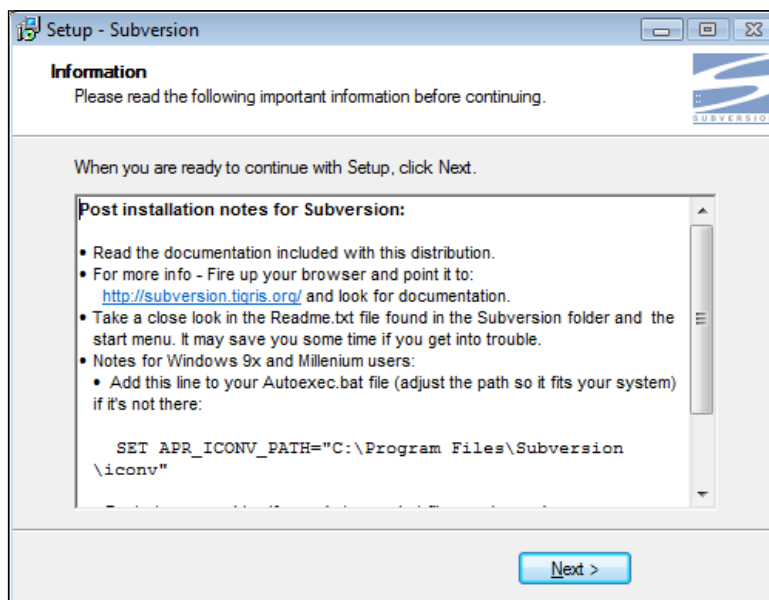 Setup - Subversion
Information
Please read the following important information before continuing.
SUBVERSION
When you are ready to continue with Setup, click Next.
Post installation notes for Subversion:
• Read the documentation included with this distribution.
• For more info - Fire up your browser and point it to:
http://subversion.tigris.org/ and look for documentation.
• Take a close look in the Readme.txt file found in the Subversion folder and the
start menu. It may save you some time if you get into trouble.
• Notes for Windows 9x and Millenium users:
• Add this line to your Autoexec.bat file (adjust the path so it fits your system)
if it's not there:
SET APR_ICONV_PATH="C:\Program Files\Subversion
\iconv"
Next >